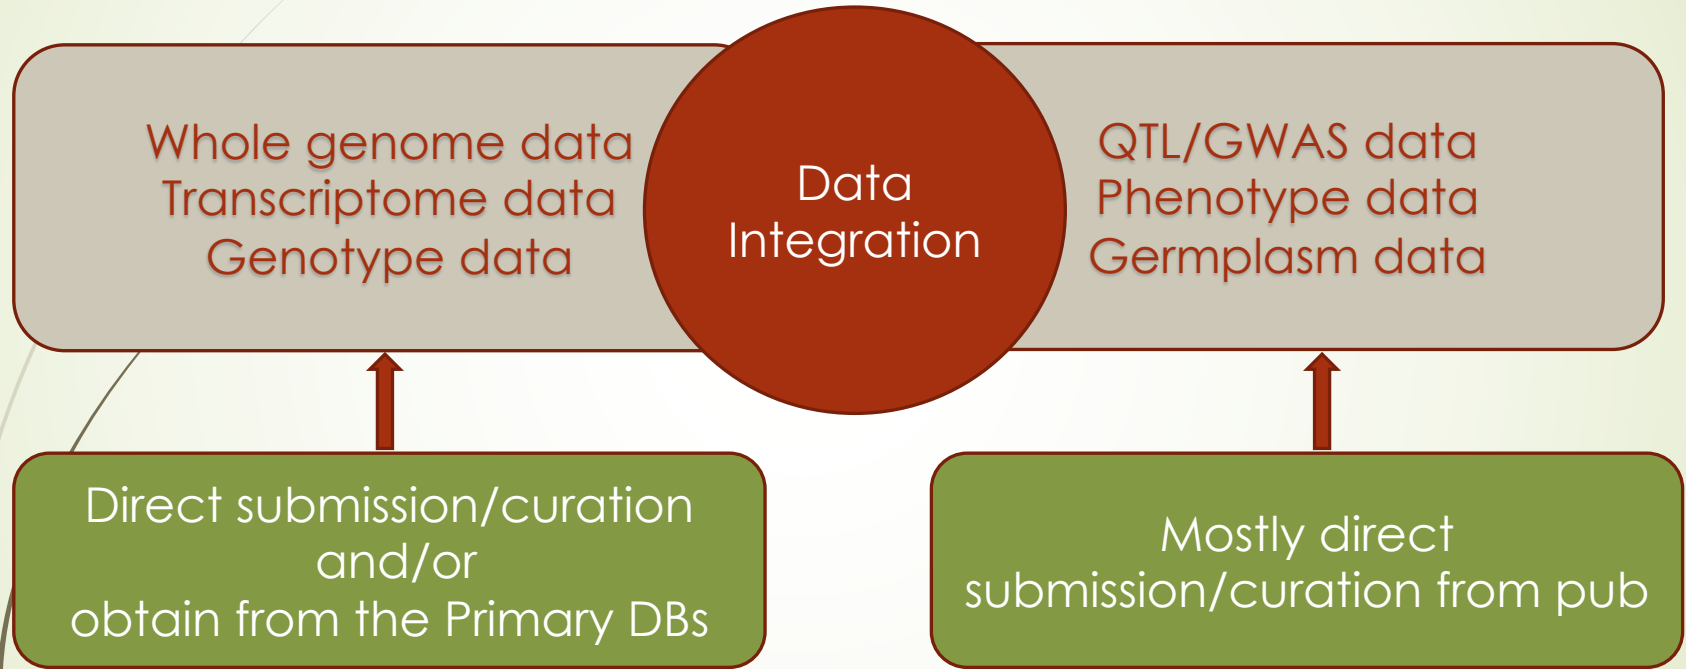 Whole genome data
Transcriptome data
Genotype data
Data
Integration
QTL/GWAS data
Phenotype data
Germplasm data
Direct submission/curation
and/or
obtain from the Primary DBs
Mostly direct
submission/curation from pub